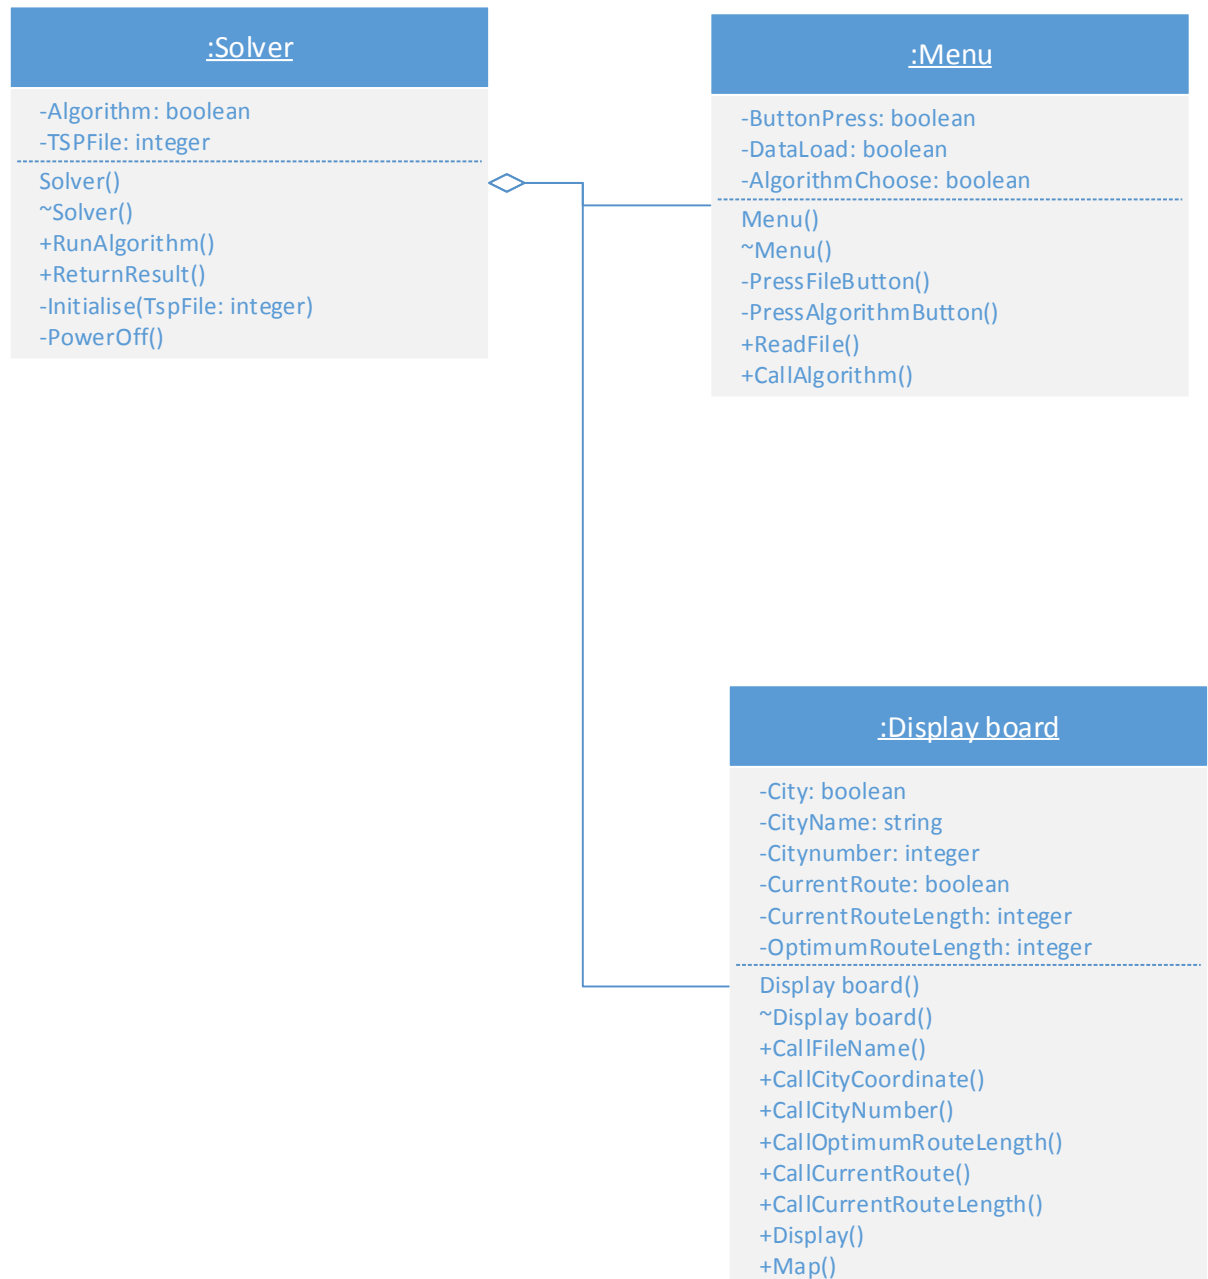 :Solver
-Algorithm: boolean
-TSPFile: integer
Solver()
~Solver()
+RunAlgorithm()
+ReturnResult()
-Initialise(TspFile: integer)
-PowerOff()
:Menu
-ButtonPress: boolean
-DataLoad: boolean
-AlgorithmChoose: boolean
Menu()
~Menu()
-PressFileButton()
-PressAlgorithmButton()
+ReadFile()
+CallAlgorithm()
:Display board
-City: boolean
-CityName: string
-Citynumber: integer
-CurrentRoute: boolean
-CurrentRouteLength: integer
-OptimumRouteLength: integer
Display board()
~Display board()
+CallFileName()
+CallCityCoordinate()
+CallCityNumber()
+CallOptimumRouteLength()
+CallCurrentRoute()
+CallCurrentRouteLength()
+Display()
+Map()